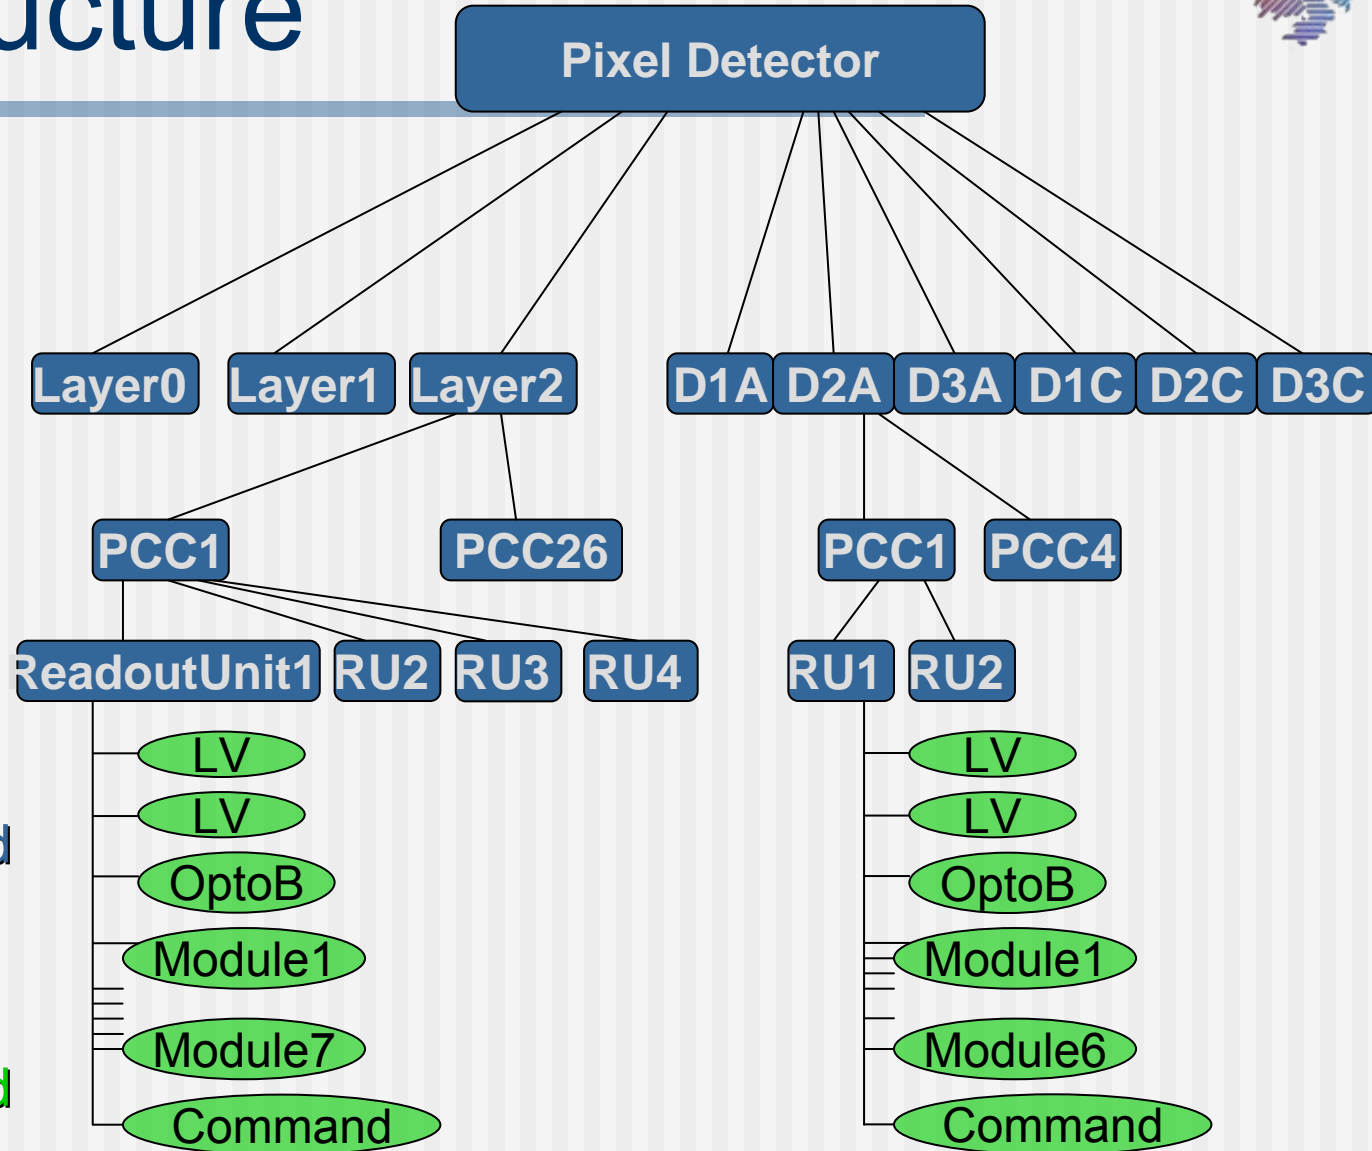 ucture
Pixel Detector
Layer0 Layer1 Layer2 D1A D2A D3A D1C D2C D3C
PCC1 PCC26 PCC1 PCC4
ReadoutUnit1 RU2 RU3 RU4 RU1 RU2
LV LV
LV LV
d
OptoB OptoB
Module1 Module1
Module7 Module6
d
Command Command